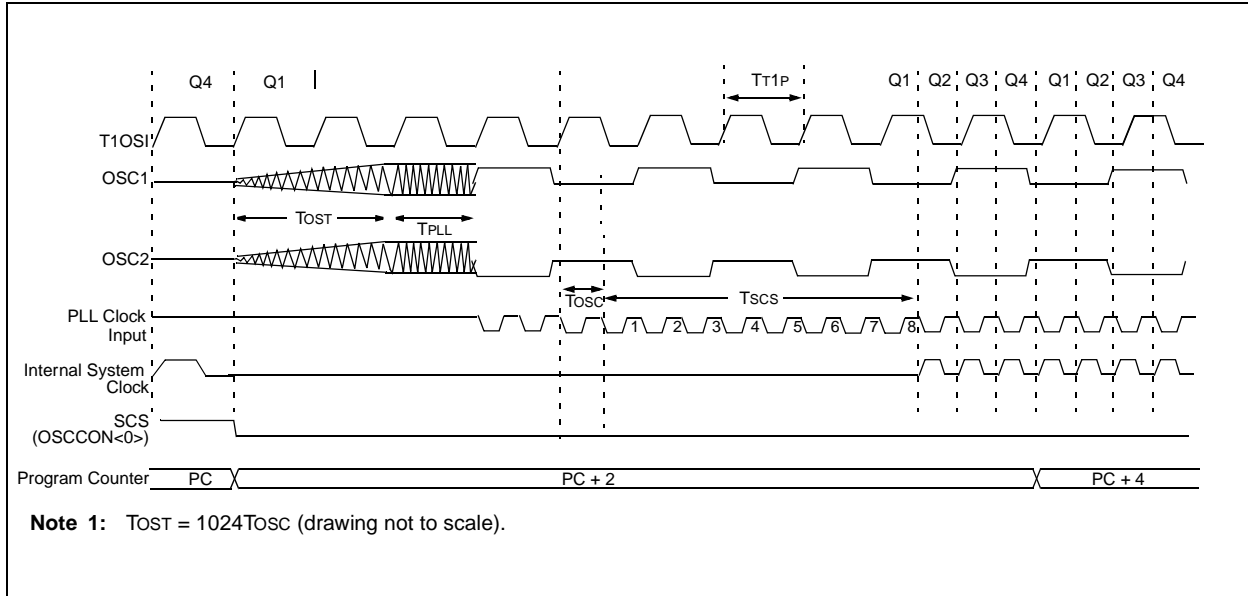 Q4 Q1 TT1P Q1 Q2 Q3 Q4 Q1 Q2 Q3 Q4
T1OSI
OSC1
TOST TPLL
OSC2
TOSC TSCS
PLL Clock
Input
1 2 3 4 5 6 7 8
Internal System
Clock
SCS
(OSCCON<0>)
Program Counter PC PC + 2 PC + 4
Note 1: TOST = 1024TOSC (drawing not to scale).